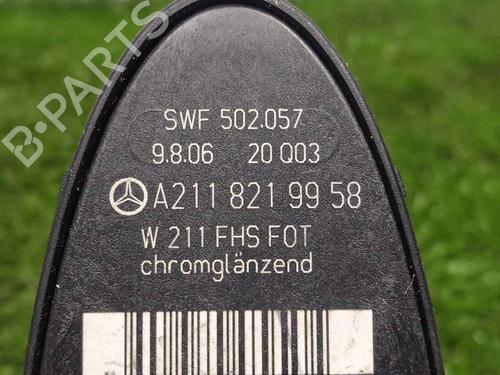 SWF 502.057
9.8.06 20 Q03
A211 821 99 58
W 211 FHS FOT
chromglänzend
B-PARTS